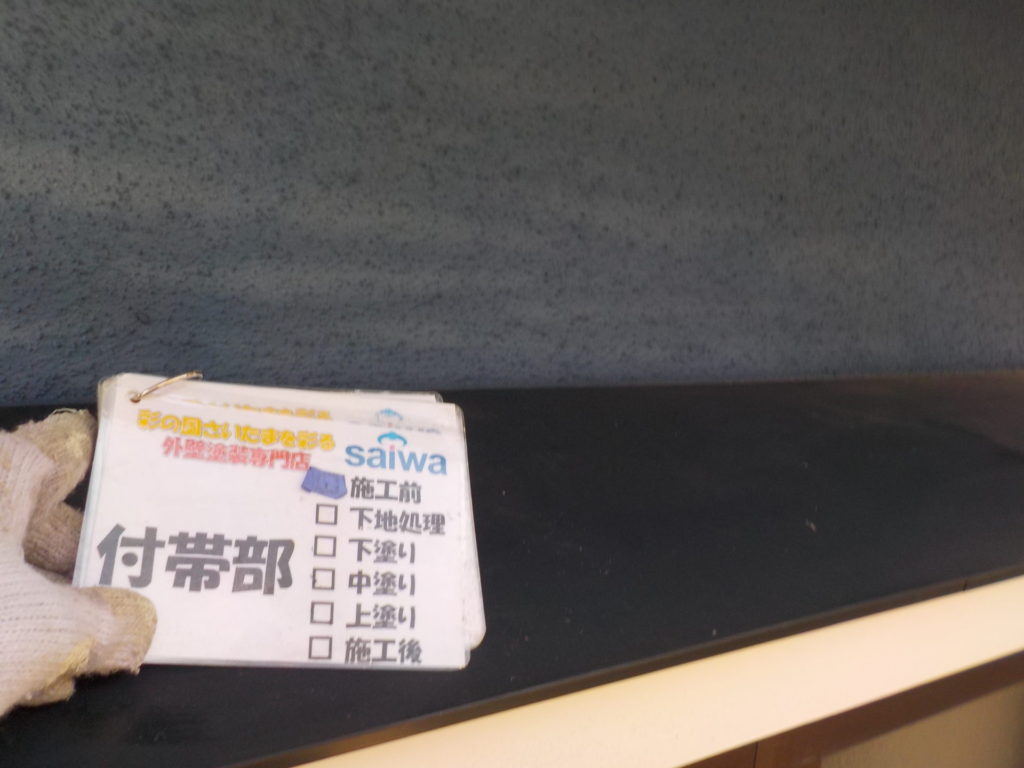 彩の国さいたまを彩る
外壁塗装専門店
saiwa
付帯部
施工前
下地処理
下塗り
中塗り
上塗り
施工後